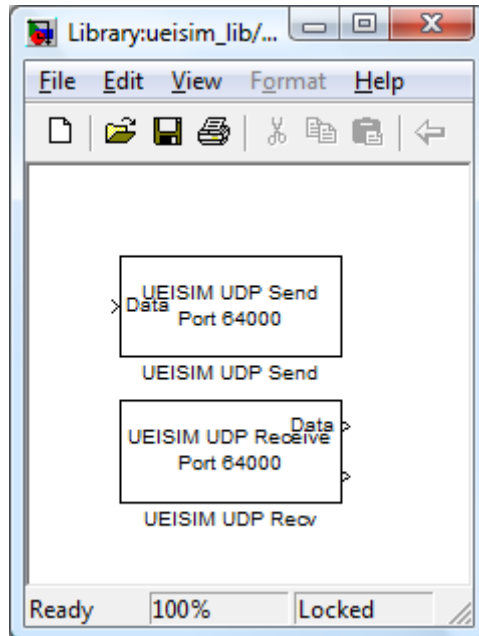 Library:ueisim_lib/...
File Edit View Format Help
UEISIM UDP Send
Data
Port 64000
UEISIM UDP Send
Data
UEISIM UDP Receive
Port 64000
UEISIM UDP Recv
Ready 100% Locked